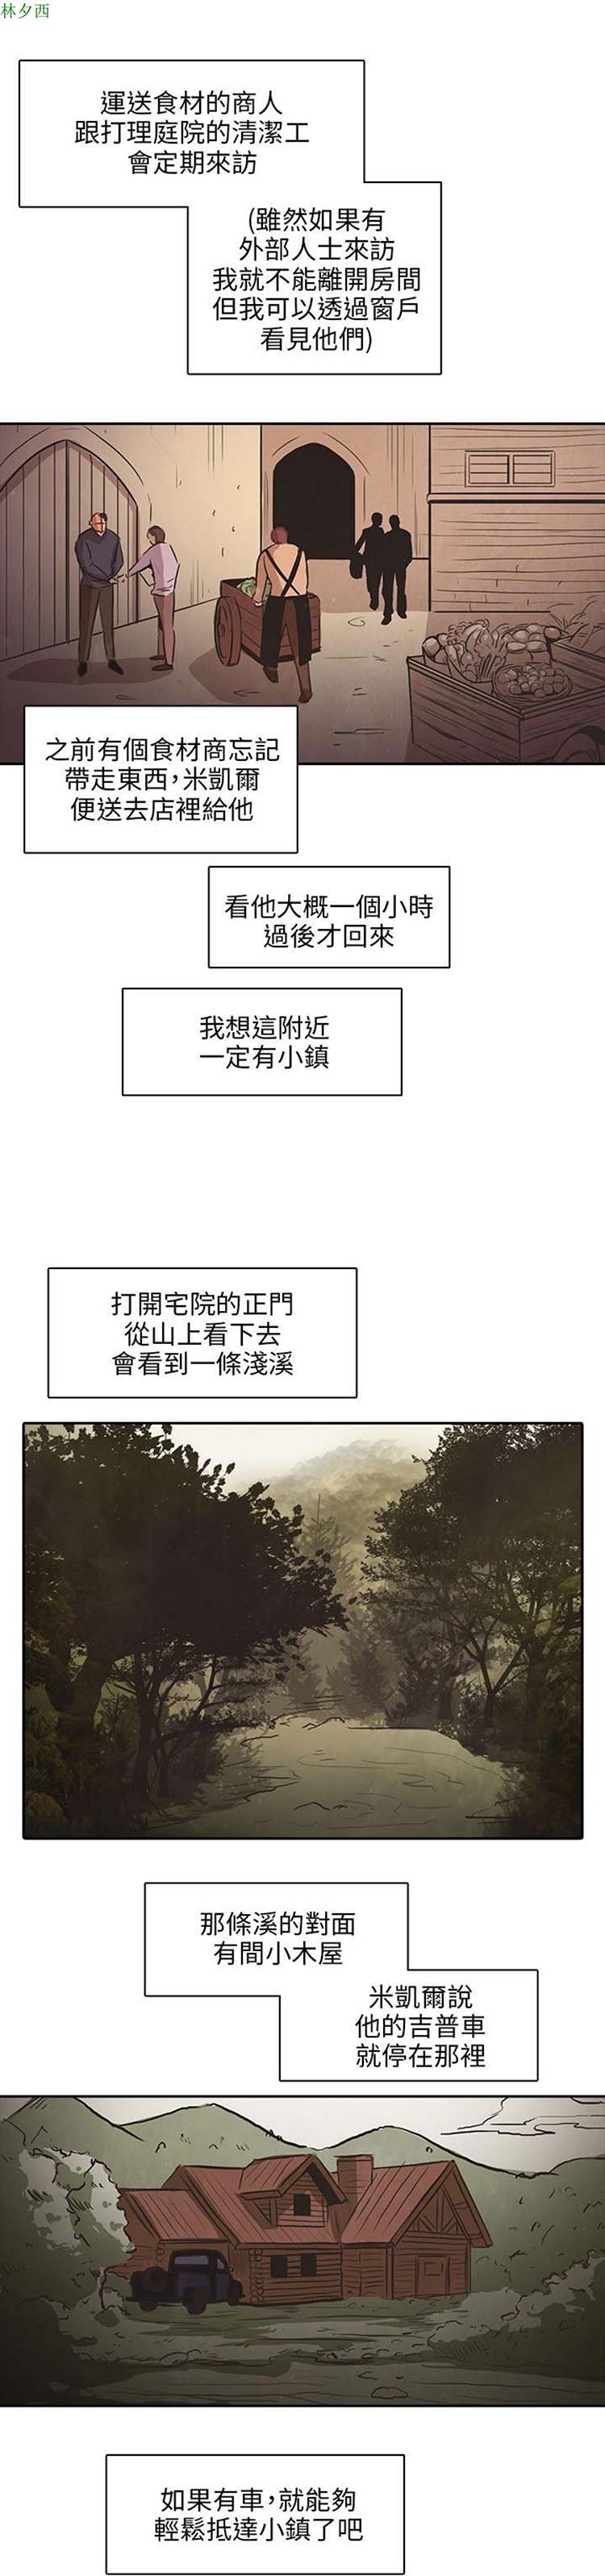 林夕西
運送食材的商人
跟打理庭院的清潔工
會定期來訪
(雖然如果有
外部人士來訪
我就不能離開房間
但我可以透過窗戶
看見他們)
之前有個食材商忘記
帶走東西,米凱爾
便送去店裡給他
看他大概一個小時
過後才回來
我想這附近
一定有小鎮
打開宅院的正門
從山上看下去
會看到一條淺溪
那條溪的對面
有間小木屋
米凱爾說
他的吉普車
就停在那裡
如果有車,就能夠
輕鬆抵達小鎮了吧